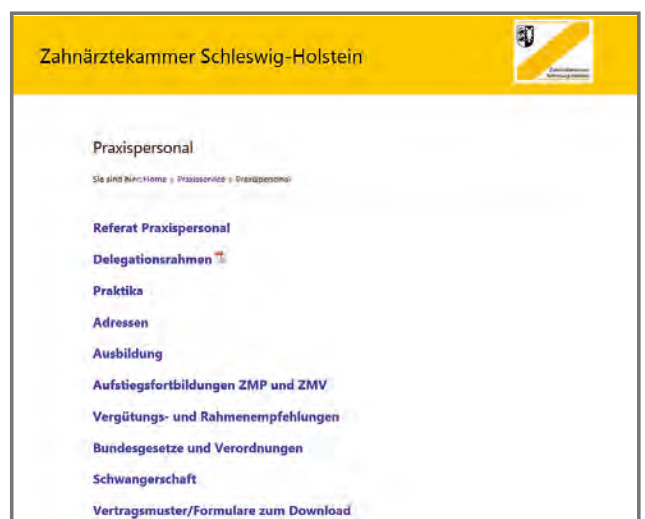 Zahnärztekammer Schleswig-Holstein
Praxispersonal
Sie sind hier: Home » Praxisservice » Praxispersonal
Referat Praxispersonal
Delegationsrahmen
Praktika
Adressen
Ausbildung
Aufstiegsfortbildungen ZMP und ZMV
Vergütungs- und Rahmenempfehlungen
Bundesgesetze und Verordnungen
Schwangerschaft
Vertragsmuster/Formulare zum Download